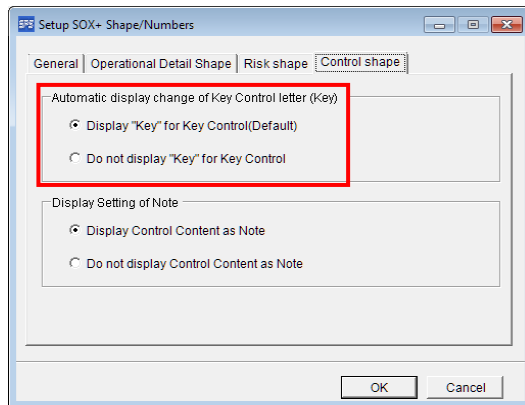 Setup SOX+ Shape/Numbers
General Operational Detail Shape Risk shape Control shape
Automatic display change of Key Control letter (Key)
Display "Key" for Key Control(Default)
Do not display "Key" for Key Control
Display Setting of Note
Display Control Content as Note
Do not display Control Content as Note
OK Cancel